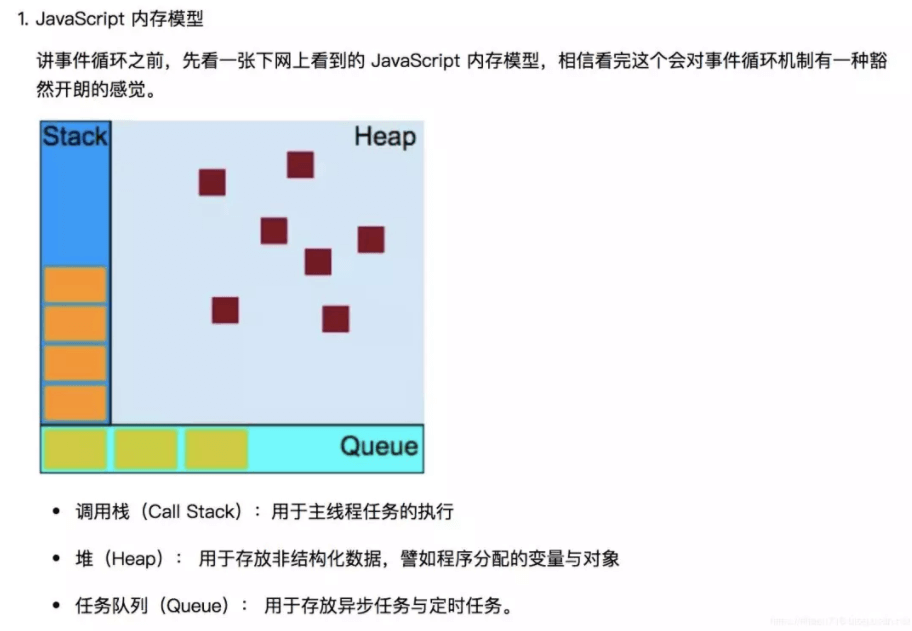 1. JavaScript 内存模型
讲事件循环之前，先看一张下网上看到的 JavaScript 内存模型，相信看完这个会对事件循环机制有一种豁
然开朗的感觉。
Stack
Heap
Queue
• 调用栈（Call Stack）：用于主线程任务的执行
• 堆（Heap）： 用于存放非结构化数据，譬如程序分配的变量与对象
• 任务队列（Queue）： 用于存放异步任务与定时任务。